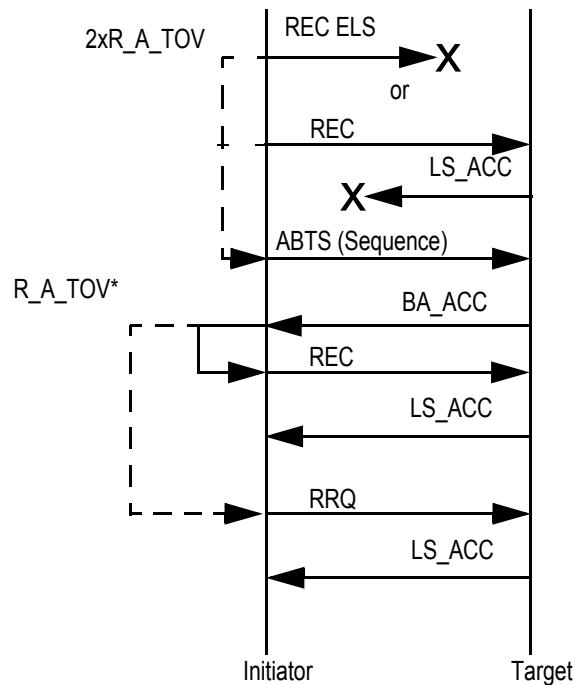 REC ELS
2xR_A_TOV
X
or
REC
LS_ACC
X
ABTS (Sequence)
R_A_TOV*
BA_ACC
REC
LS_ACC
RRQ
LS_ACC
Initiator
Target